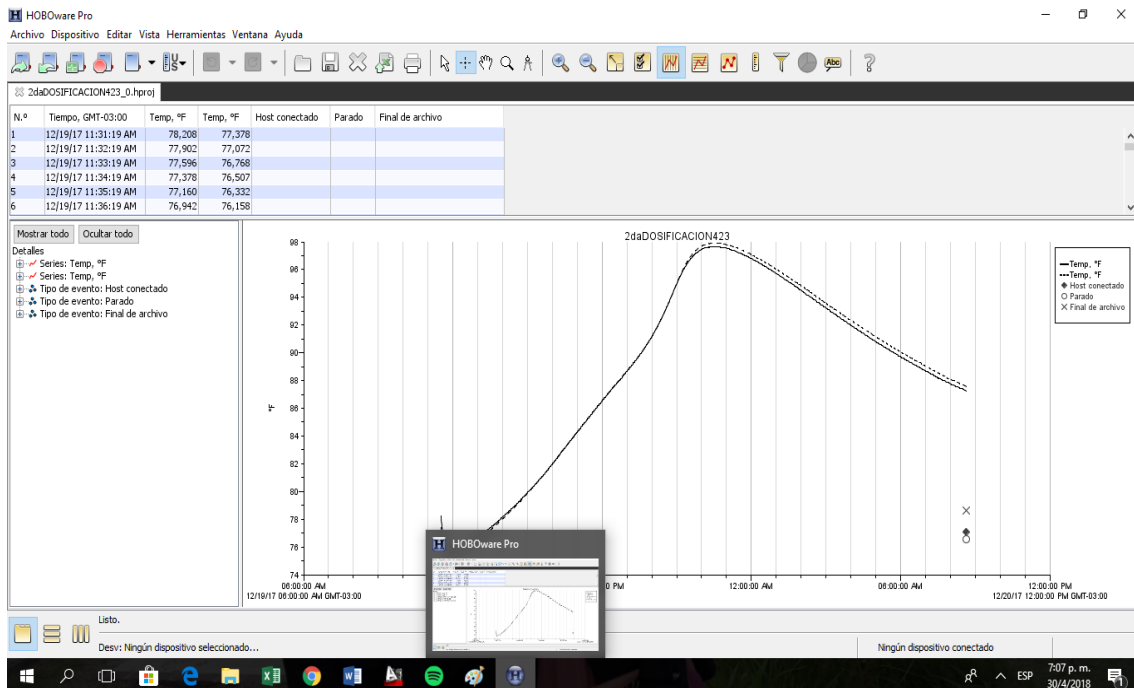 HOBOware Pro
Archivo Dispositivo Editar Vista Herramientas Ventana Ayuda
2daDOSIFICACION423_0.hproj
N.º Tiempo, GMT-03:00 Temp, °F Temp, °F Host conectado Parado Final de archivo
1 12/19/17 11:31:19 AM 78,208 77,378
2 12/19/17 11:32:19 AM 77,902 77,072
3 12/19/17 11:33:19 AM 77,596 76,768
4 12/19/17 11:34:19 AM 77,378 76,507
5 12/19/17 11:35:19 AM 77,160 76,332
6 12/19/17 11:36:19 AM 76,942 76,158
Mostrar todo Ocultar todo
Detalles
Series: Temp, °F
Series: Temp, °F
Tipo de evento: Host conectado
Tipo de evento: Parado
Tipo de evento: Final de archivo
2daDOSIFICACION423
98
96
94
92
90
88
86
84
82
80
78
76
74
°F
Temp, °F
Temp, °F
Host conectado
Parado
Final de archivo
HOBOware Pro
06:00:00 AM 0 PM 12:00:00 AM 06:00:00 AM 12:00:00 PM
12/19/17 06:00:00 AM GMT-03:00 12/20/17 12:00:00 PM GMT-03:00
Listo.
Desv: Ningún dispositivo seleccionado... Ningún dispositivo conectado
ESP
7:07 p. m.
30/4/2018